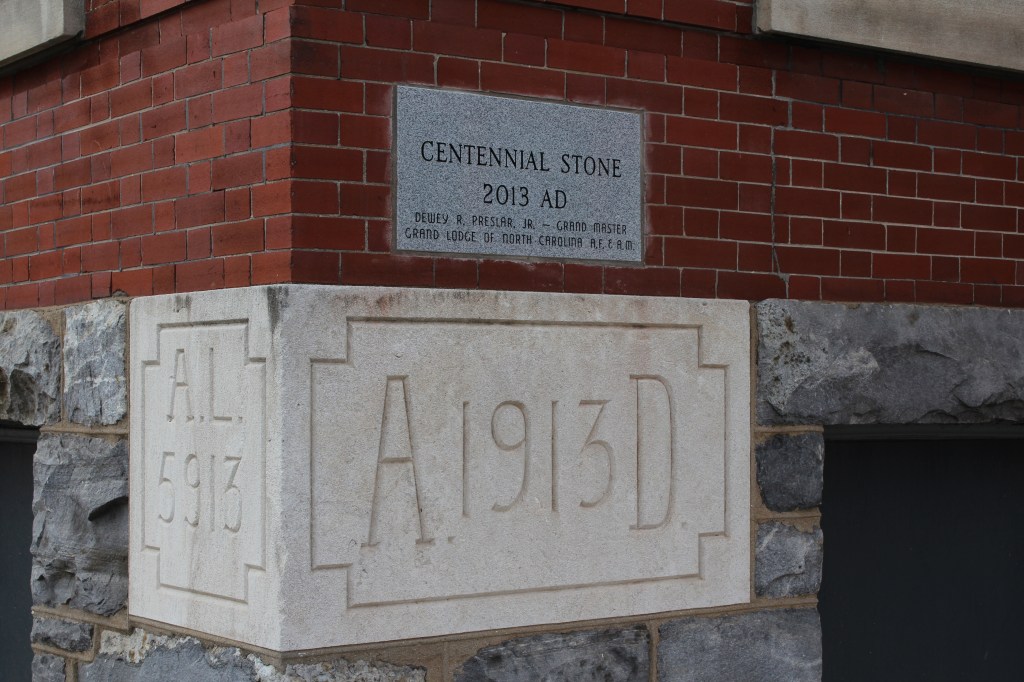 CENTENNIAL STONE
2013 AD
DEWEY R. PRESLAR, JR. – GRAND MASTER
GRAND LODGE OF NORTH CAROLINA A.F. & A.M.
A.L.
5913
A. 1913 D.